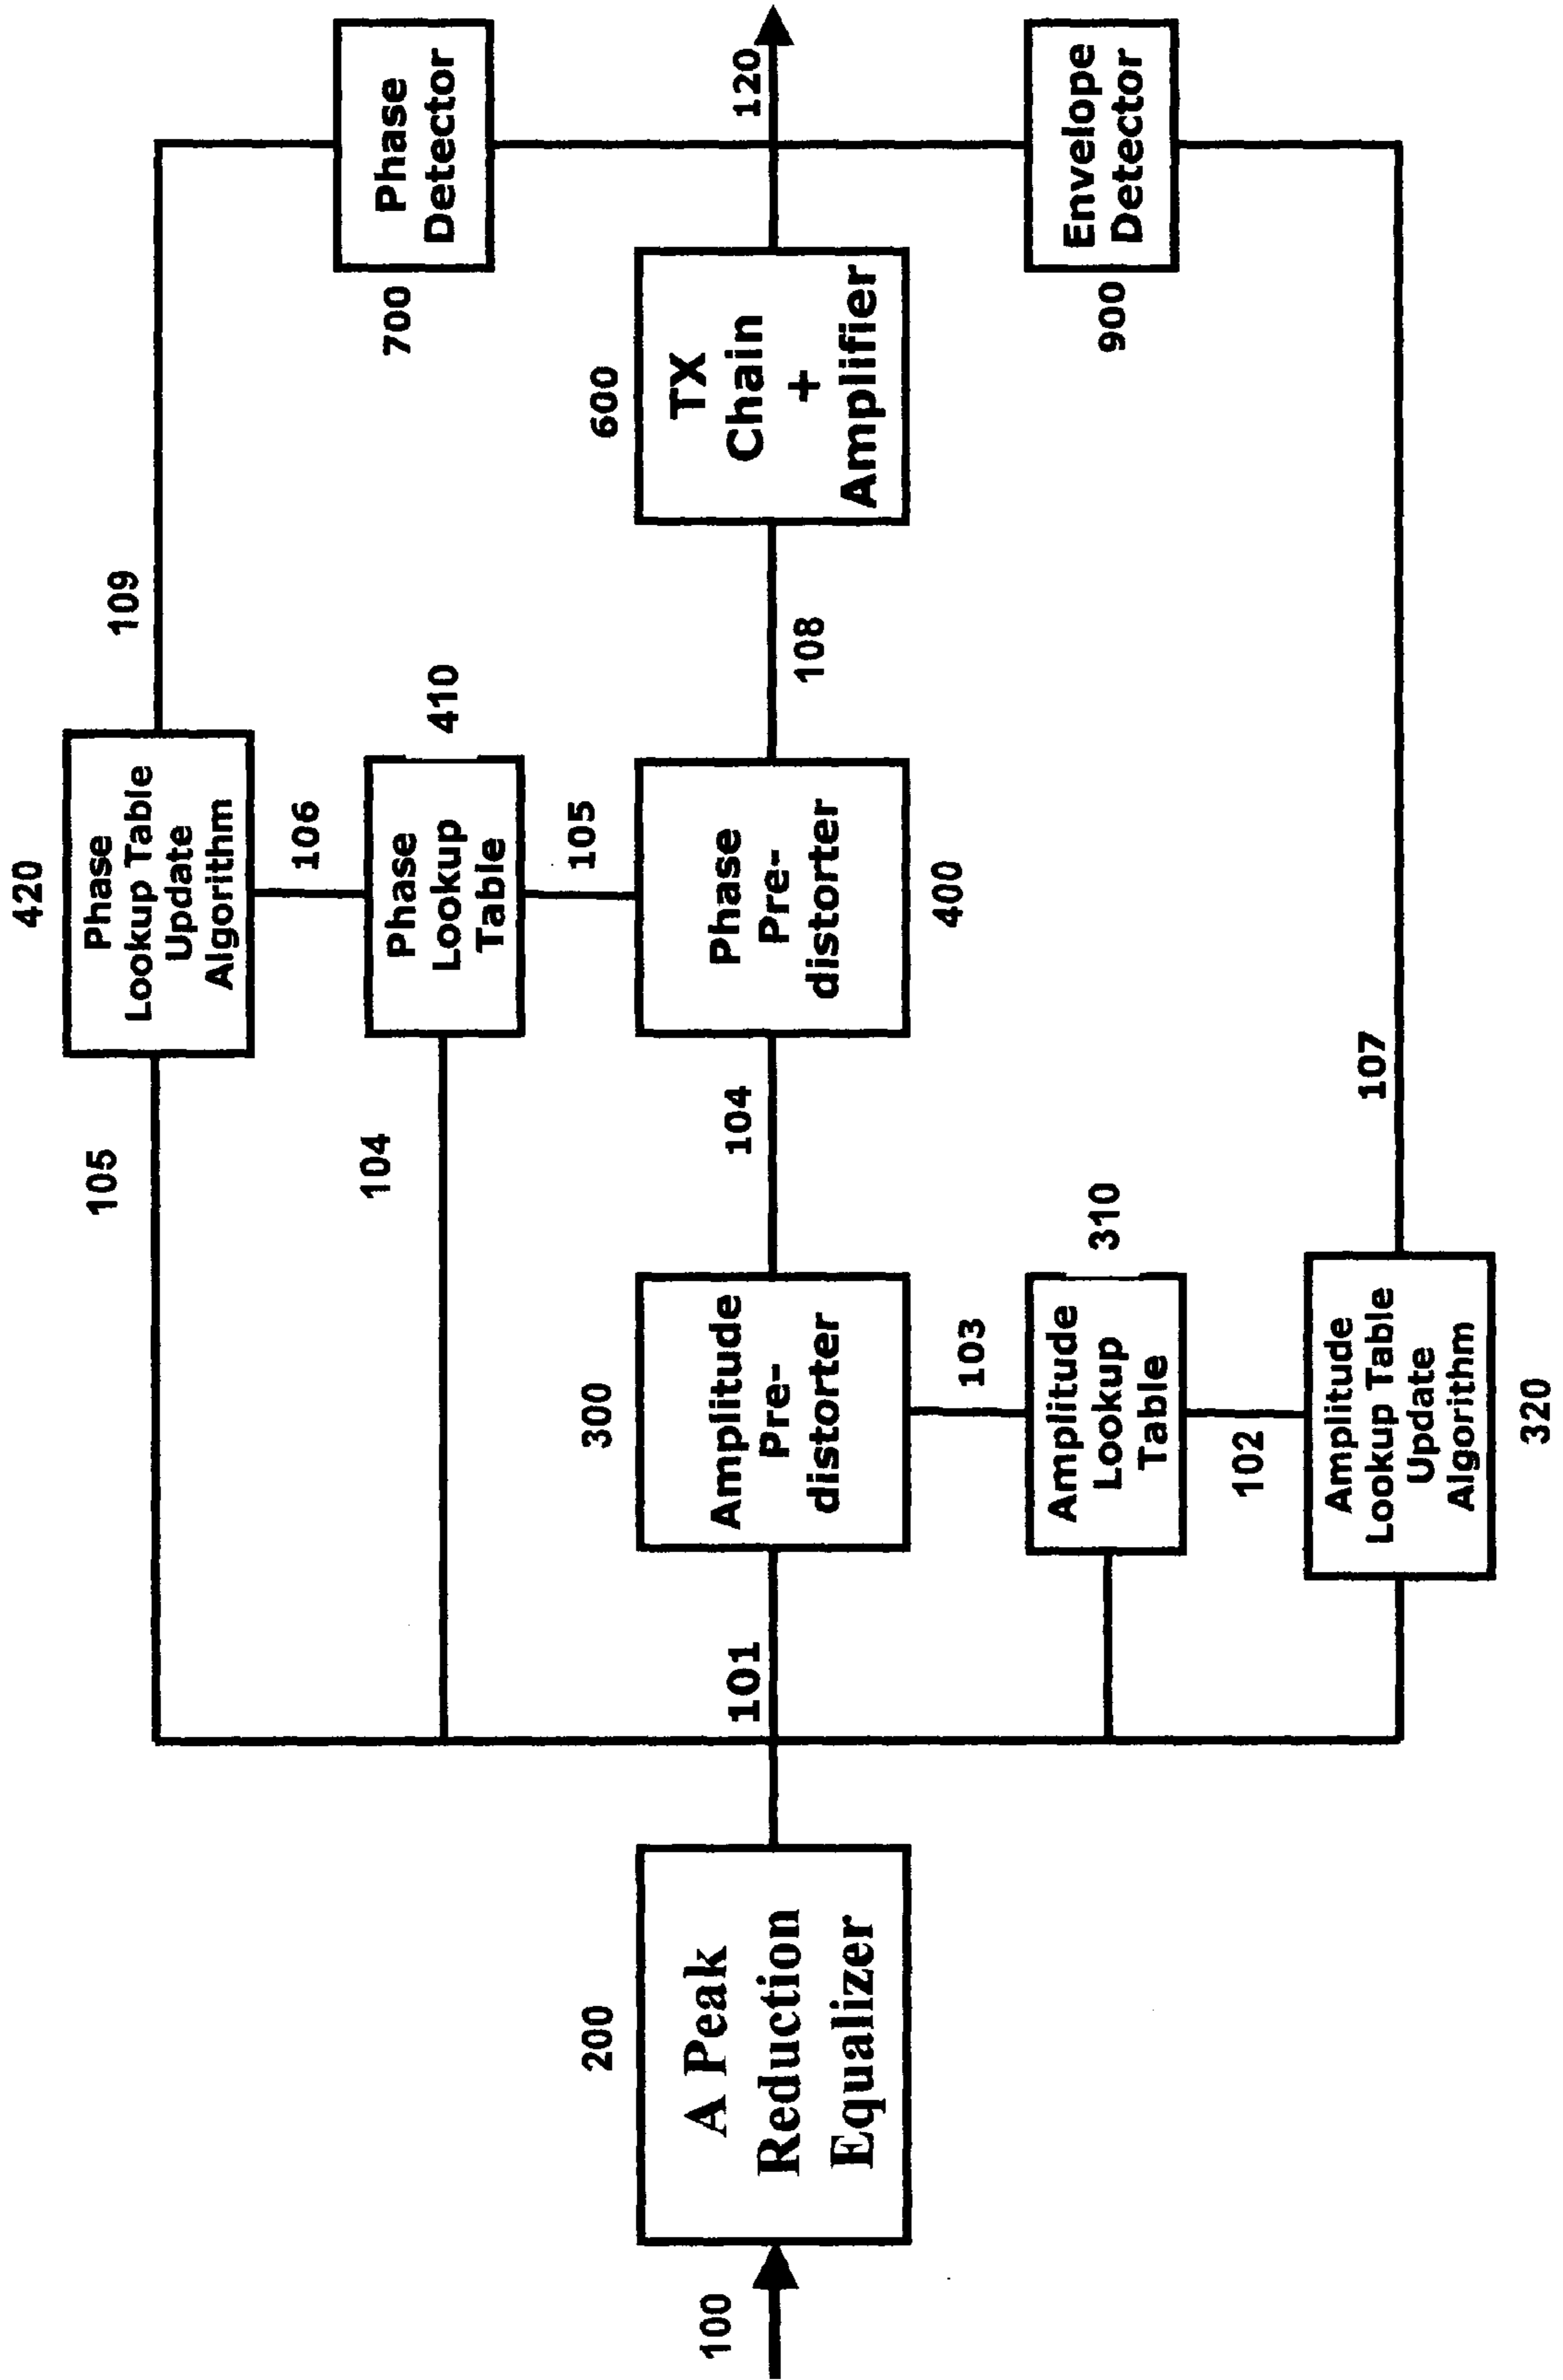 420
Phase
Lookup Table
Update
Algorithm
105
109
106
Phase
Detector
700
104
Phase
Lookup
Table
410
105
100
200
A Peak
Reduction
Equalizer
101
300
Amplitude
Pre-
distorter
104
Phase
Pre-
distorter
400
108
600
TX
Chain
+
Amplifier
120
103
Amplitude
Lookup
Table
310
102
Amplitude
Lookup Table
Update
Algorithm
320
107
900
Envelope
Detector